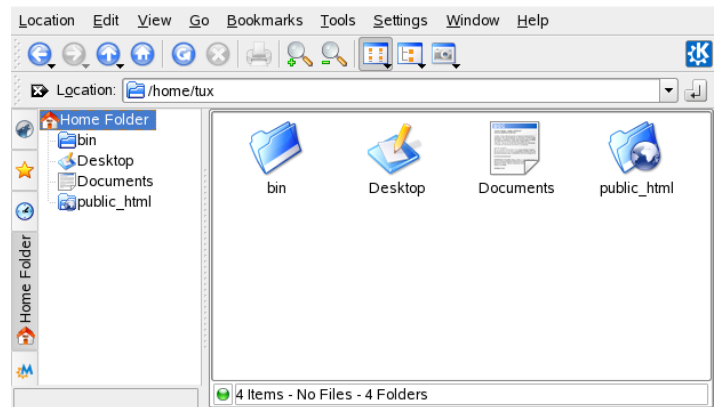 Location Edit View Go Bookmarks Tools Settings Window Help
Location: /home/tux
Home Folder
bin
Desktop
Documents
public_html
bin Desktop Documents public_html
Home Folder
4 Items - No Files - 4 Folders